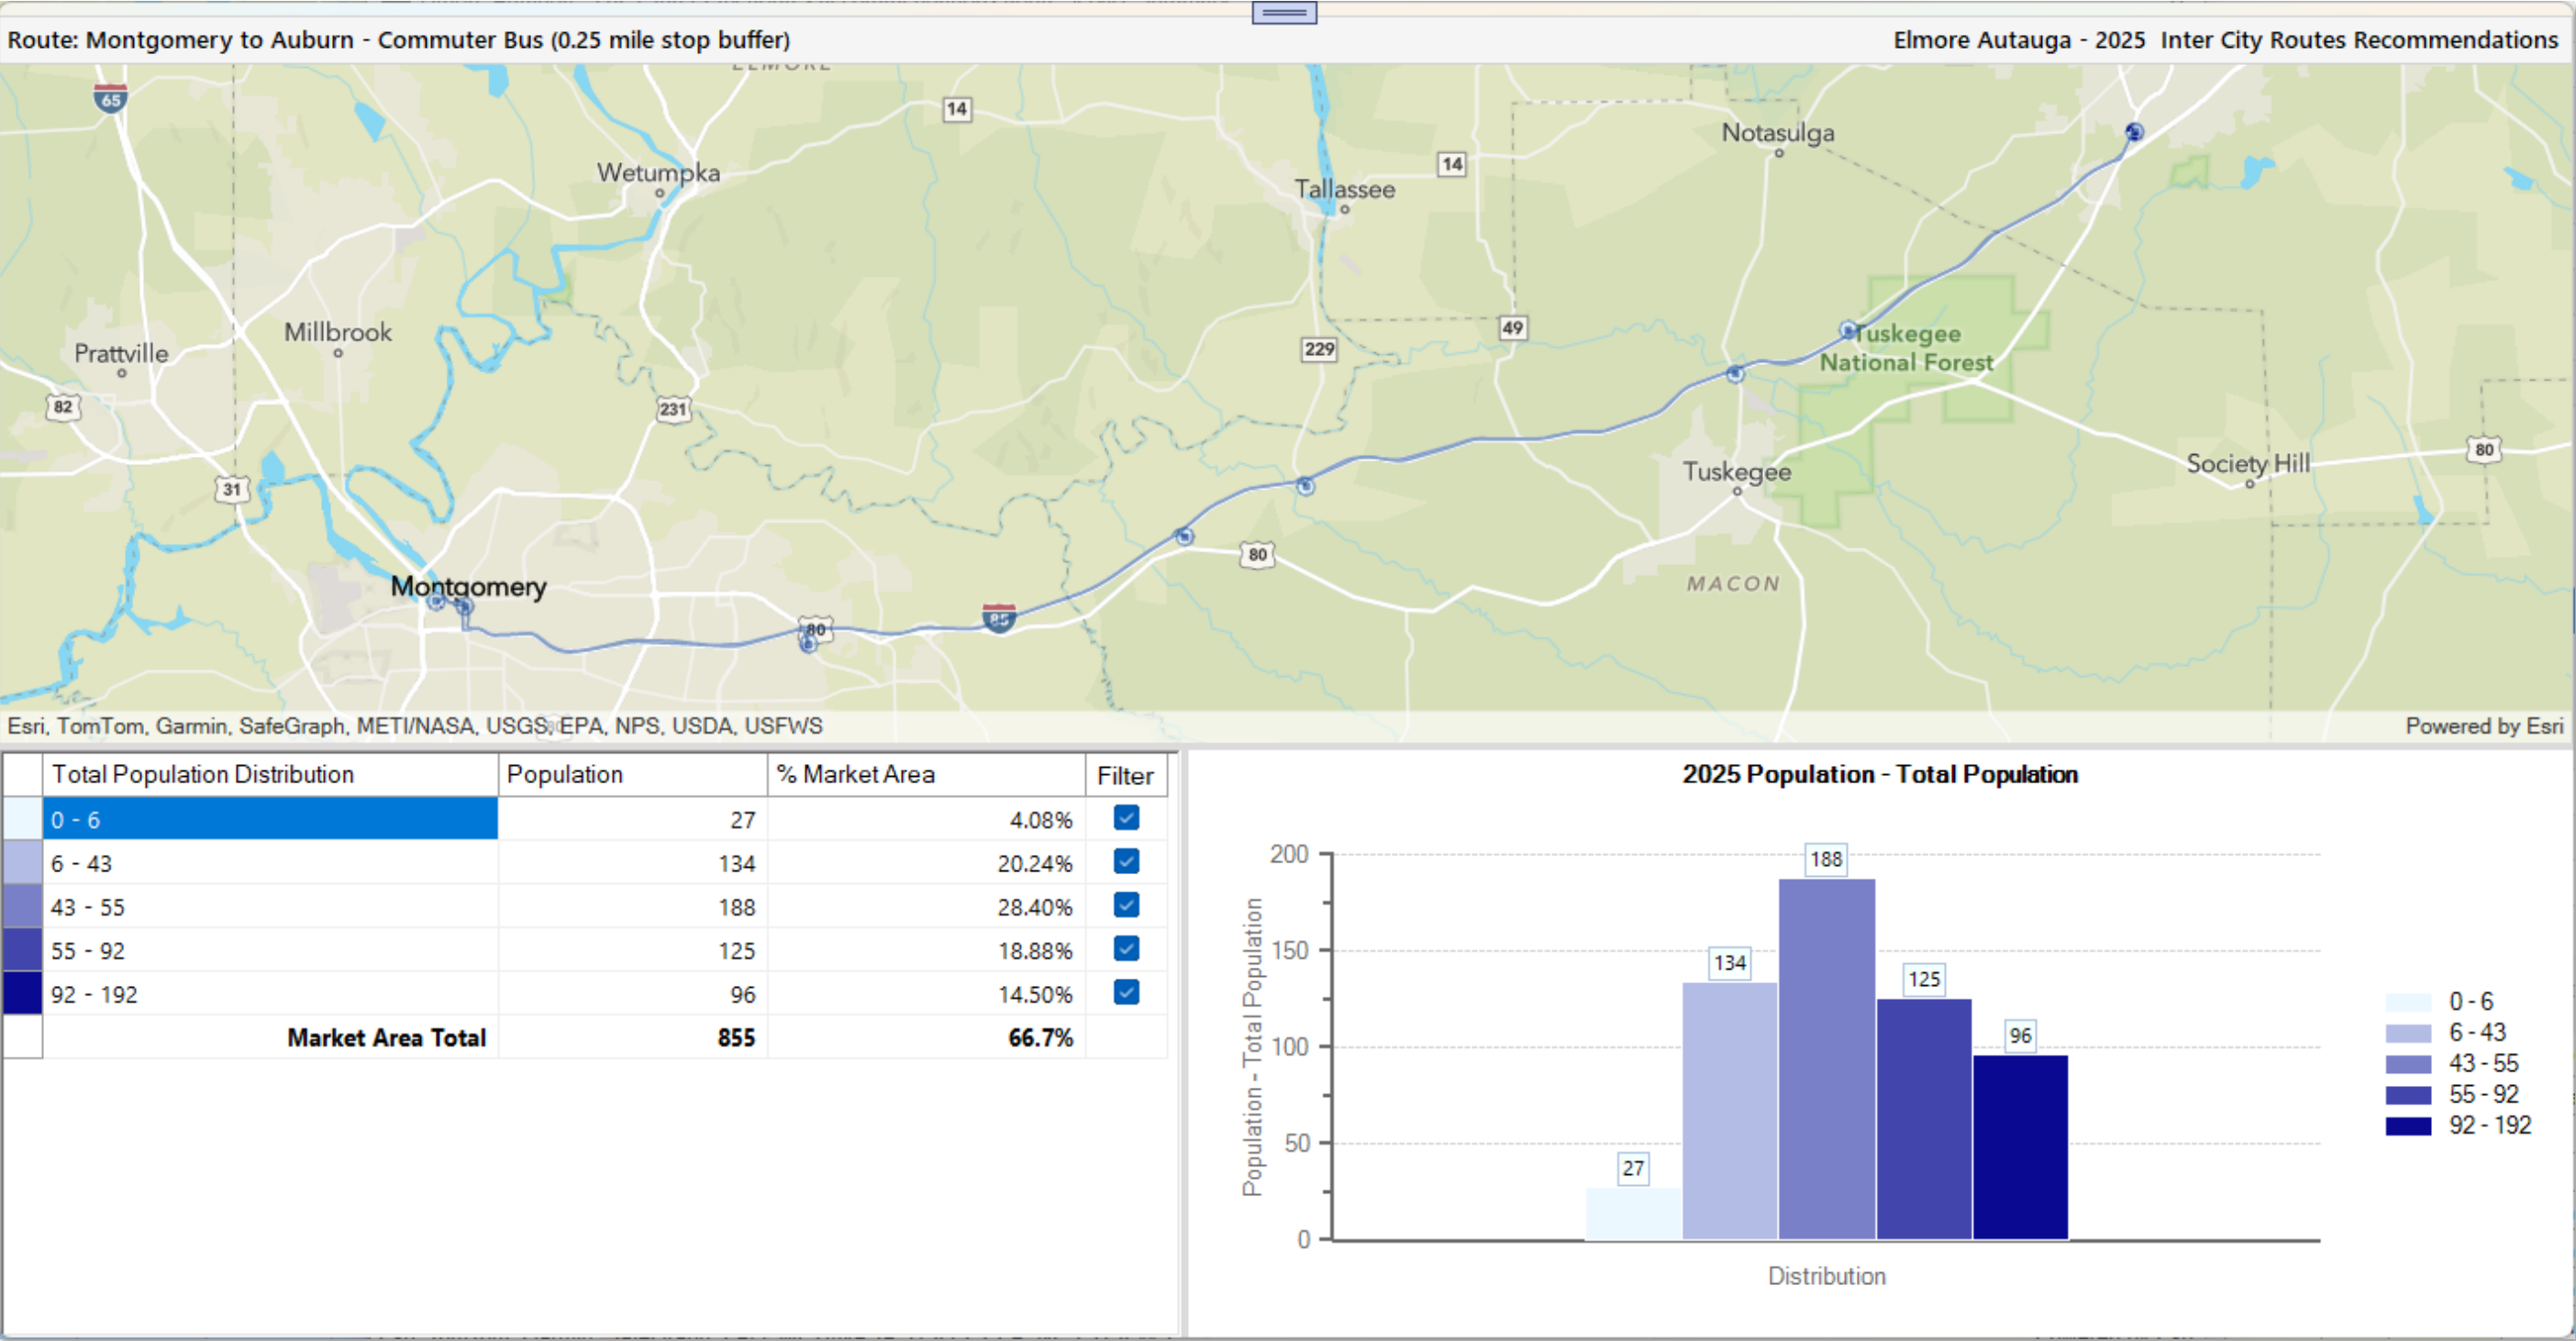 Route: Montgomery to Auburn - Commuter Bus (0.25 mile stop buffer)
Elmore Autauga - 2025 Inter City Routes Recommendations
ELMORE
65
14
Notasulga
Wetumpka
14
Tallassee
Millbrook
49
Tuskegee
National Forest
Prattville
229
82
231
80
Society Hill
Tuskegee
31
80
MACON
Montgomery
85
80
Esri, TomTom, Garmin, SafeGraph, METI/NASA, USGS, EPA, NPS, USDA, USFWS
Powered by Esri
Total Population Distribution Population % Market Area Filter
0 - 6 27 4.08%
6 - 43 134 20.24%
43 - 55 188 28.40%
55 - 92 125 18.88%
92 - 192 96 14.50%
Market Area Total 855 66.7%
2025 Population - Total Population
Population - Total Population
200
150
100
50
0
27
134
188
125
96
Distribution
0 - 6
6 - 43
43 - 55
55 - 92
92 - 192